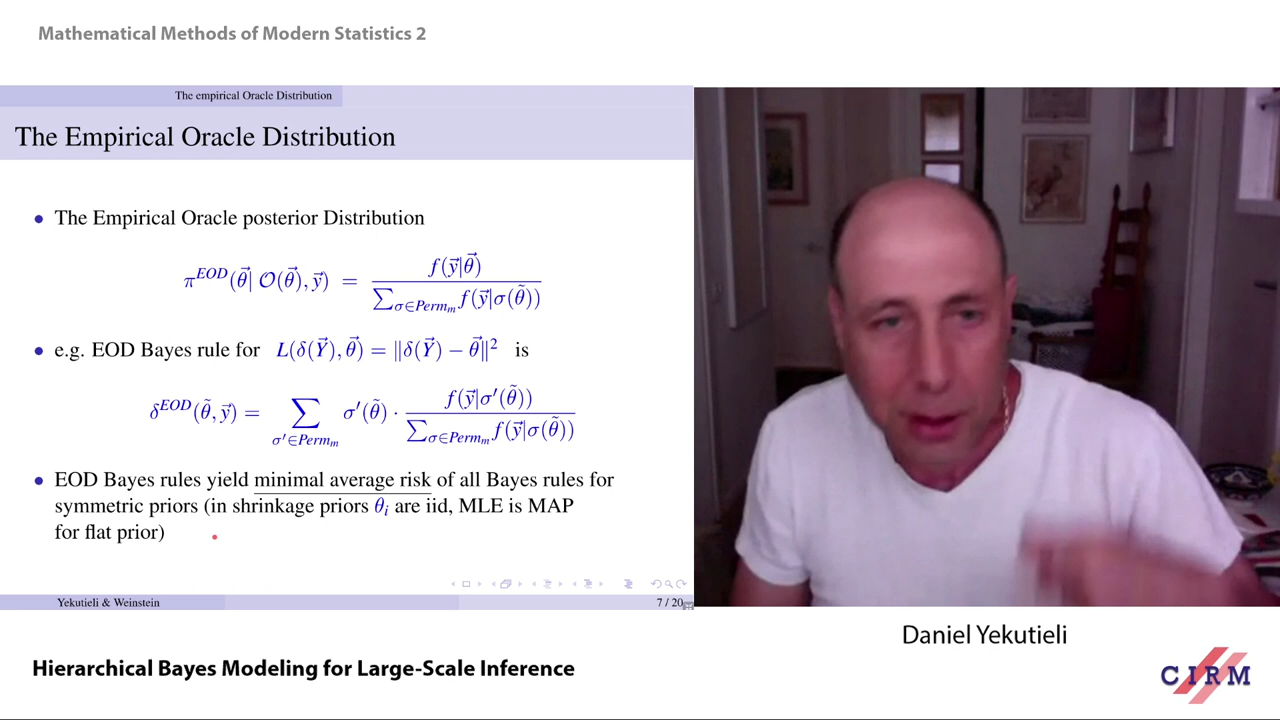 Mathematical Methods of Modern Statistics 2
The empirical Oracle Distribution
The Empirical Oracle Distribution
• The Empirical Oracle posterior Distribution
π^{EOD}(θ⃗| 𝒪(θ⃗), y⃗) = f(y⃗|θ⃗) / ∑_{σ∈Perm_m} f(y⃗|σ(θ̃))
• e.g. EOD Bayes rule for L(δ(Y⃗), θ⃗) = ‖δ(Y⃗) − θ⃗‖² is
δ^{EOD}(θ̃, y⃗) = ∑_{σ′∈Perm_m} σ′(θ̃) · f(y⃗|σ′(θ̃)) / ∑_{σ∈Perm_m} f(y⃗|σ(θ̃))
• EOD Bayes rules yield minimal average risk of all Bayes rules for
symmetric priors (in shrinkage priors θ_i are iid, MLE is MAP
for flat prior)
Yekutieli & Weinstein 7 / 20
Daniel Yekutieli
Hierarchical Bayes Modeling for Large-Scale Inference
CIRM